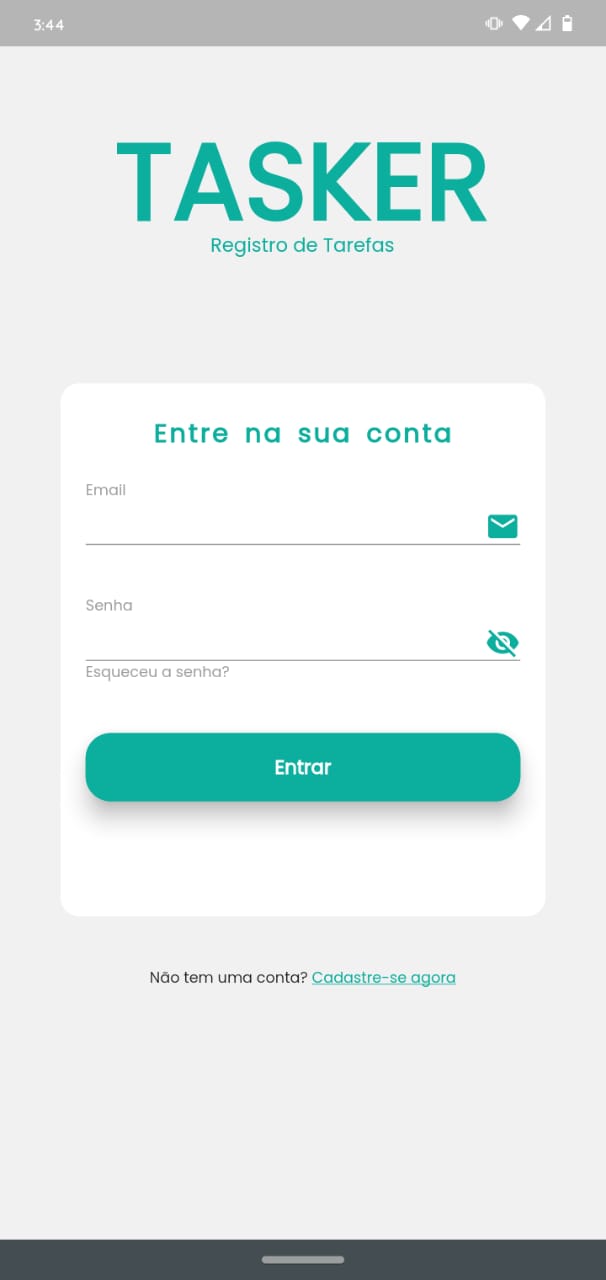 3:44
TASKER
Registro de Tarefas
Entre na sua conta
Email
Senha
Esqueceu a senha?
Entrar
Não tem uma conta? Cadastre-se agora